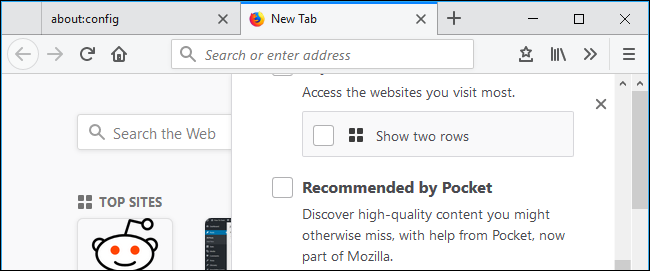 about:config
New Tab
Search or enter address
Access the websites you visit most.
Search the Web
Show two rows
TOP SITES
Recommended by Pocket
Discover high-quality content you might
otherwise miss, with help from Pocket, now
part of Mozilla.